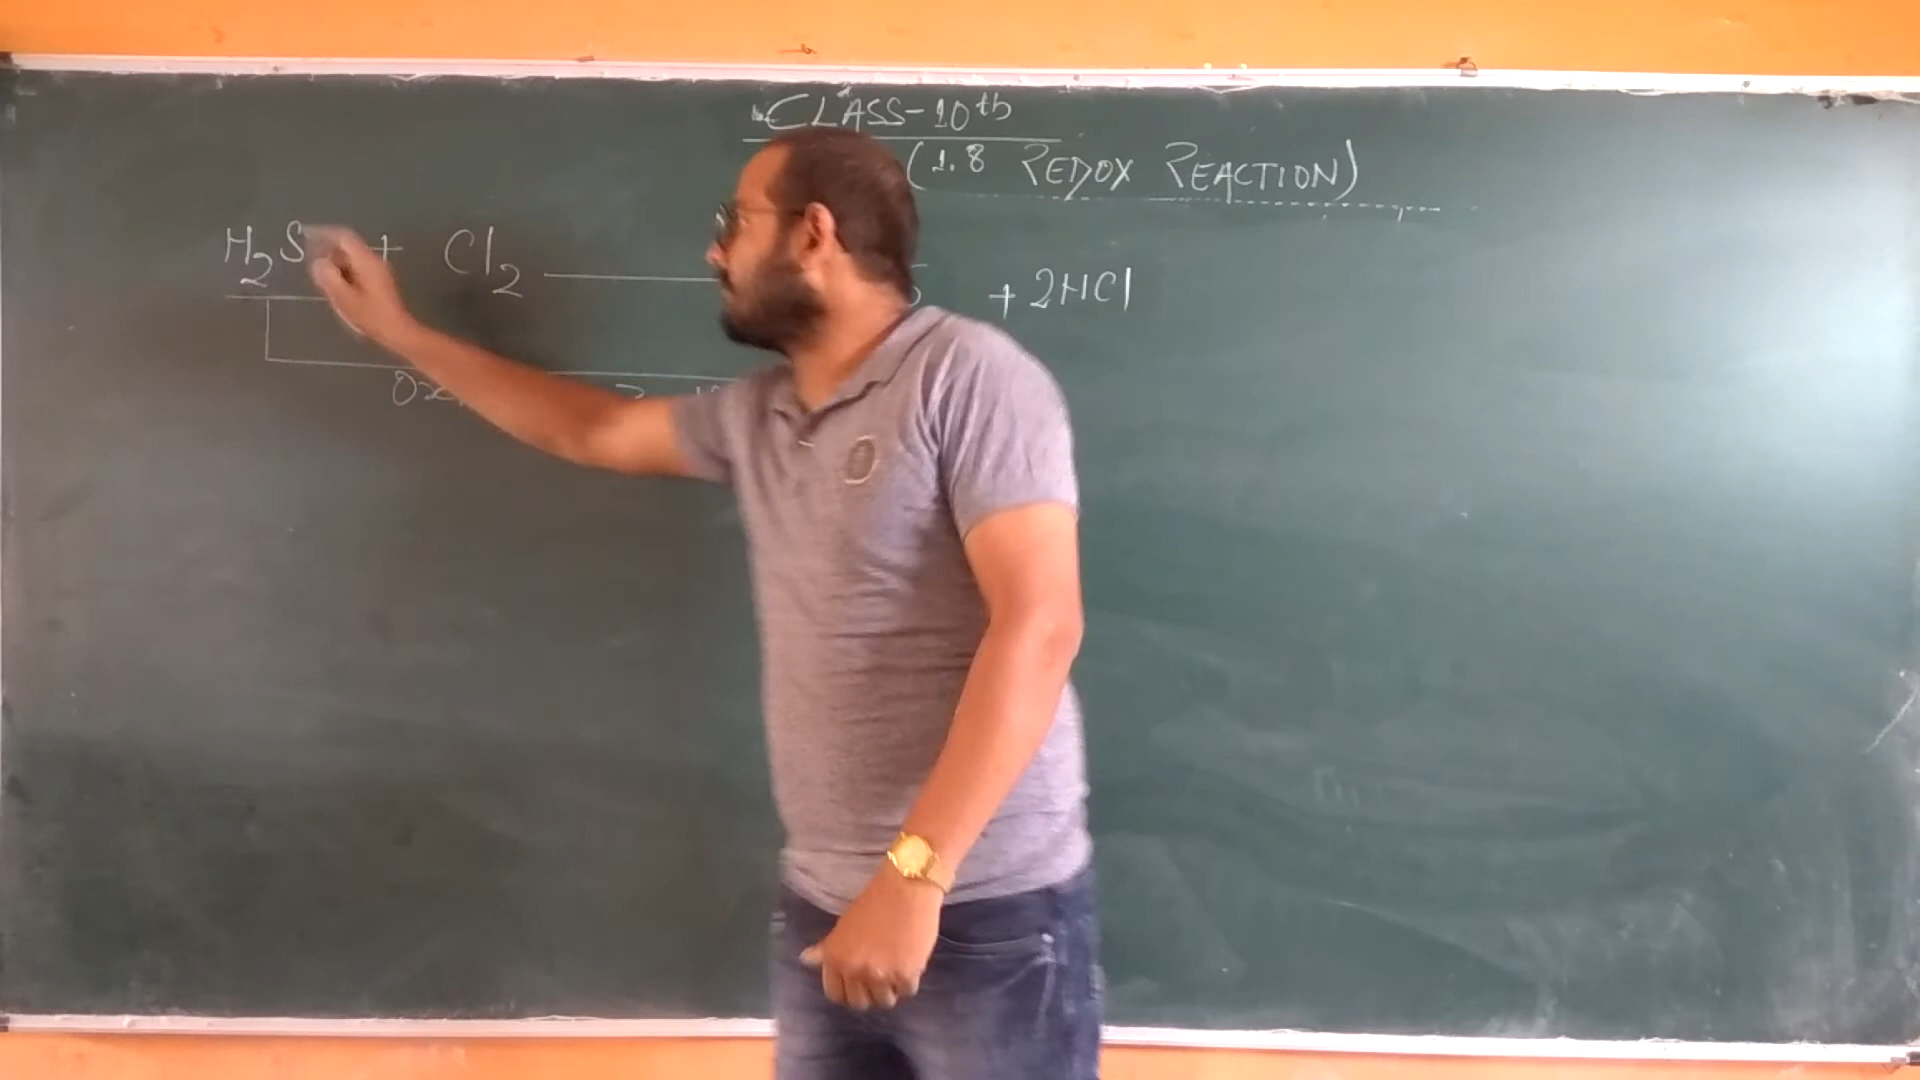 CLASS-10th
(1.8 REDOX REACTION)
H2S + Cl2 S + 2HCl